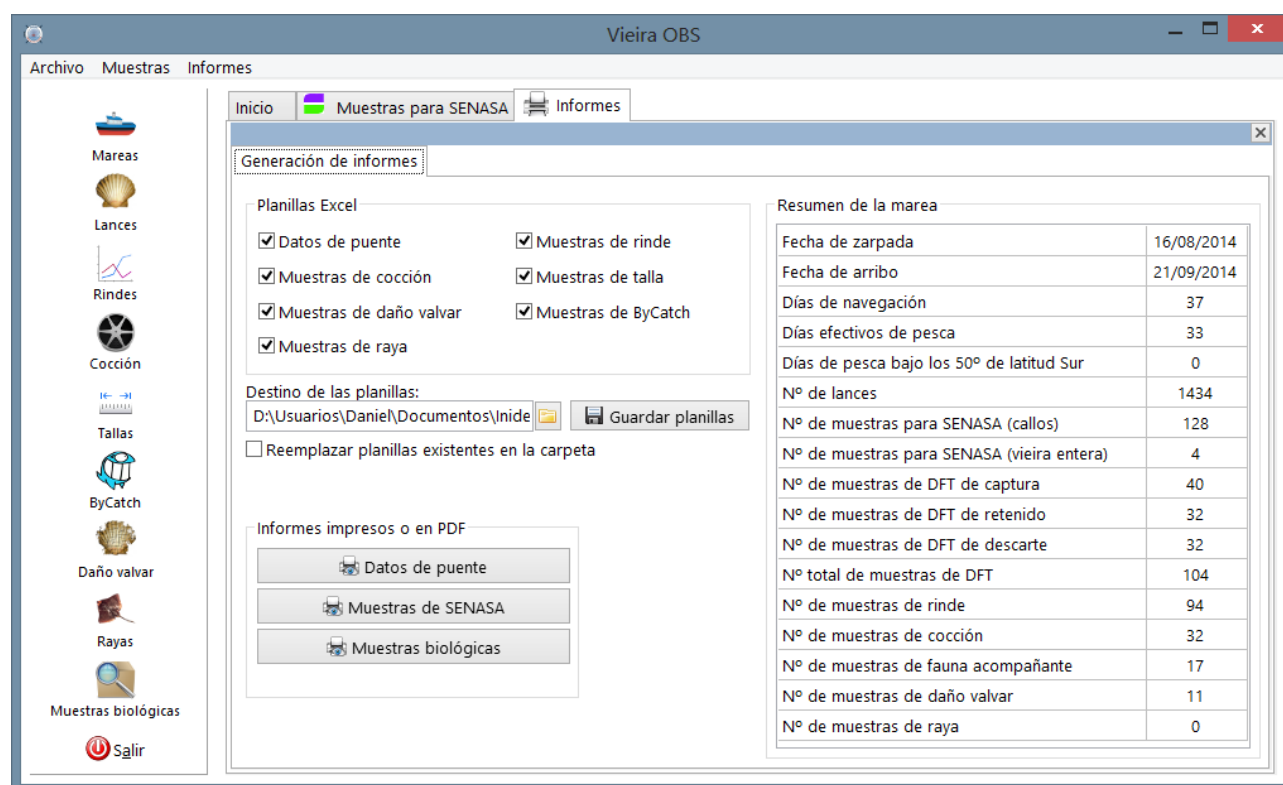 Vieira OBS
Archivo Muestras Informes
Mareas
Lances
Rindes
Cocción
Tallas
ByCatch
Daño valvar
Rayas
Muestras biológicas
Salir
Inicio Muestras para SENASA Informes
Generación de informes
Planillas Excel
Datos de puente Muestras de rinde
Muestras de cocción Muestras de talla
Muestras de daño valvar Muestras de ByCatch
Muestras de raya
Destino de las planillas:
D:\Usuarios\Daniel\Documentos\Inide Guardar planillas
Reemplazar planillas existentes en la carpeta
Informes impresos o en PDF
Datos de puente
Muestras de SENASA
Muestras biológicas
Resumen de la marea
Fecha de zarpada 16/08/2014
Fecha de arribo 21/09/2014
Días de navegación 37
Días efectivos de pesca 33
Días de pesca bajo los 50º de latitud Sur 0
Nº de lances 1434
Nº de muestras para SENASA (callos) 128
Nº de muestras para SENASA (vieira entera) 4
Nº de muestras de DFT de captura 40
Nº de muestras de DFT de retenido 32
Nº de muestras de DFT de descarte 32
Nº total de muestras de DFT 104
Nº de muestras de rinde 94
Nº de muestras de cocción 32
Nº de muestras de fauna acompañante 17
Nº de muestras de daño valvar 11
Nº de muestras de raya 0